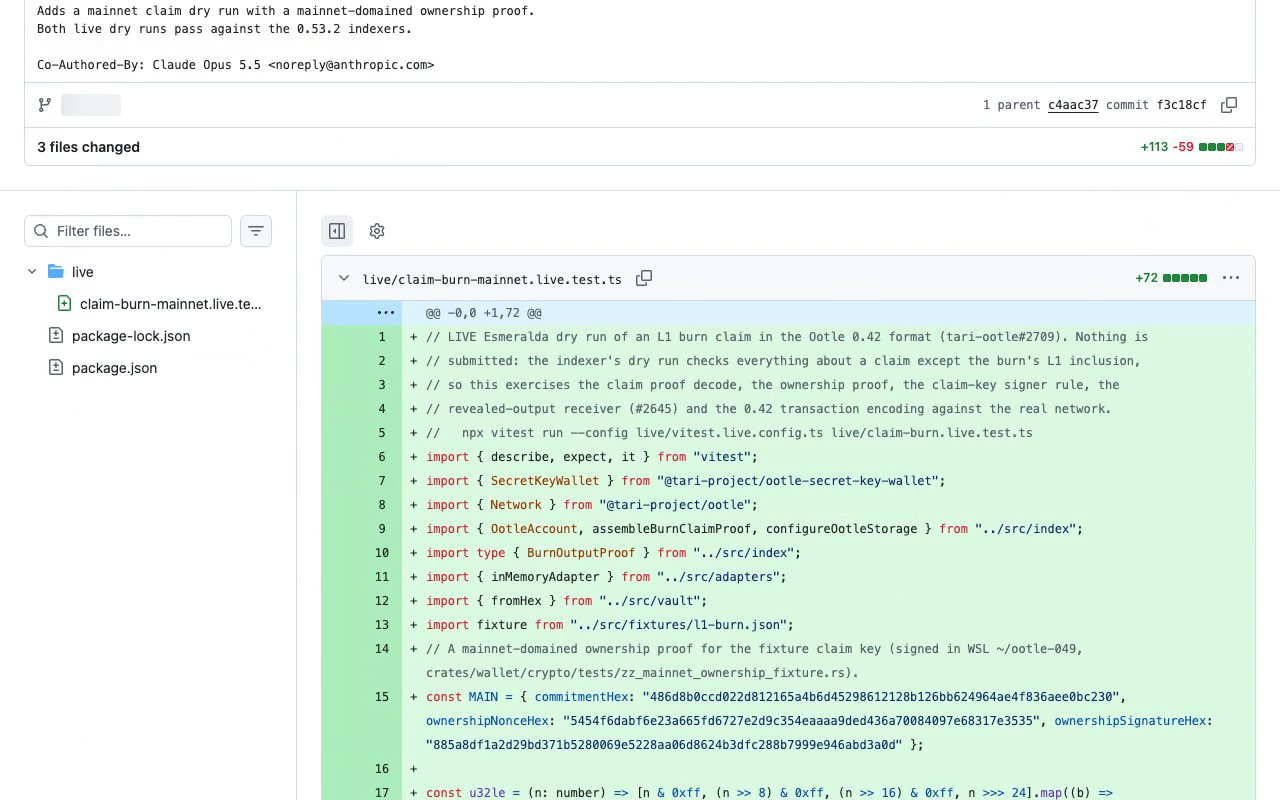 Adds a mainnet claim dry run with a mainnet-domained ownership proof.
Both live dry runs pass against the 0.53.2 indexers.
Co-Authored-By: Claude Opus 5.5 <noreply@anthropic.com>
1 parent c4aac37 commit f3c18cf
3 files changed
+113 -59
Filter files...
live
claim-burn-mainnet.live.te...
package-lock.json
package.json
live/claim-burn-mainnet.live.test.ts
+72
@@ -0,0 +1,72 @@
1 + // LIVE Esmeralda dry run of an L1 burn claim in the Ootle 0.42 format (tari-ootle#2709). Nothing is
2 + // submitted: the indexer's dry run checks everything about a claim except the burn's L1 inclusion,
3 + // so this exercises the claim proof decode, the ownership proof, the claim-key signer rule, the
4 + // revealed-output receiver (#2645) and the 0.42 transaction encoding against the real network.
5 + //   npx vitest run --config live/vitest.live.config.ts live/claim-burn.live.test.ts
6 + import { describe, expect, it } from "vitest";
7 + import { SecretKeyWallet } from "@tari-project/ootle-secret-key-wallet";
8 + import { Network } from "@tari-project/ootle";
9 + import { OotleAccount, assembleBurnClaimProof, configureOotleStorage } from "../src/index";
10 + import type { BurnOutputProof } from "../src/index";
11 + import { inMemoryAdapter } from "../src/adapters";
12 + import { fromHex } from "../src/vault";
13 + import fixture from "../src/fixtures/l1-burn.json";
14 + // A mainnet-domained ownership proof for the fixture claim key (signed in WSL ~/ootle-049,
crates/wallet/crypto/tests/zz_mainnet_ownership_fixture.rs).
15 + const MAIN = { commitmentHex: "486d8b0ccd022d812165a4b6d45298612128b126bb624964ae4f836aee0bc230",
ownershipNonceHex: "5454f6dabf6e23a665fd6727e2d9c354eaaaa9ded436a70084097e68317e3535", ownershipSignatureHex:
"885a8df1a2d29bd371b5280069e5228aa06d8624b3dfc288b7999e946abd3a0d" };
16 +
17 + const u32le = (n: number) => [n & 0xff, (n >> 8) & 0xff, (n >> 16) & 0xff, n >>> 24].map((b) =>